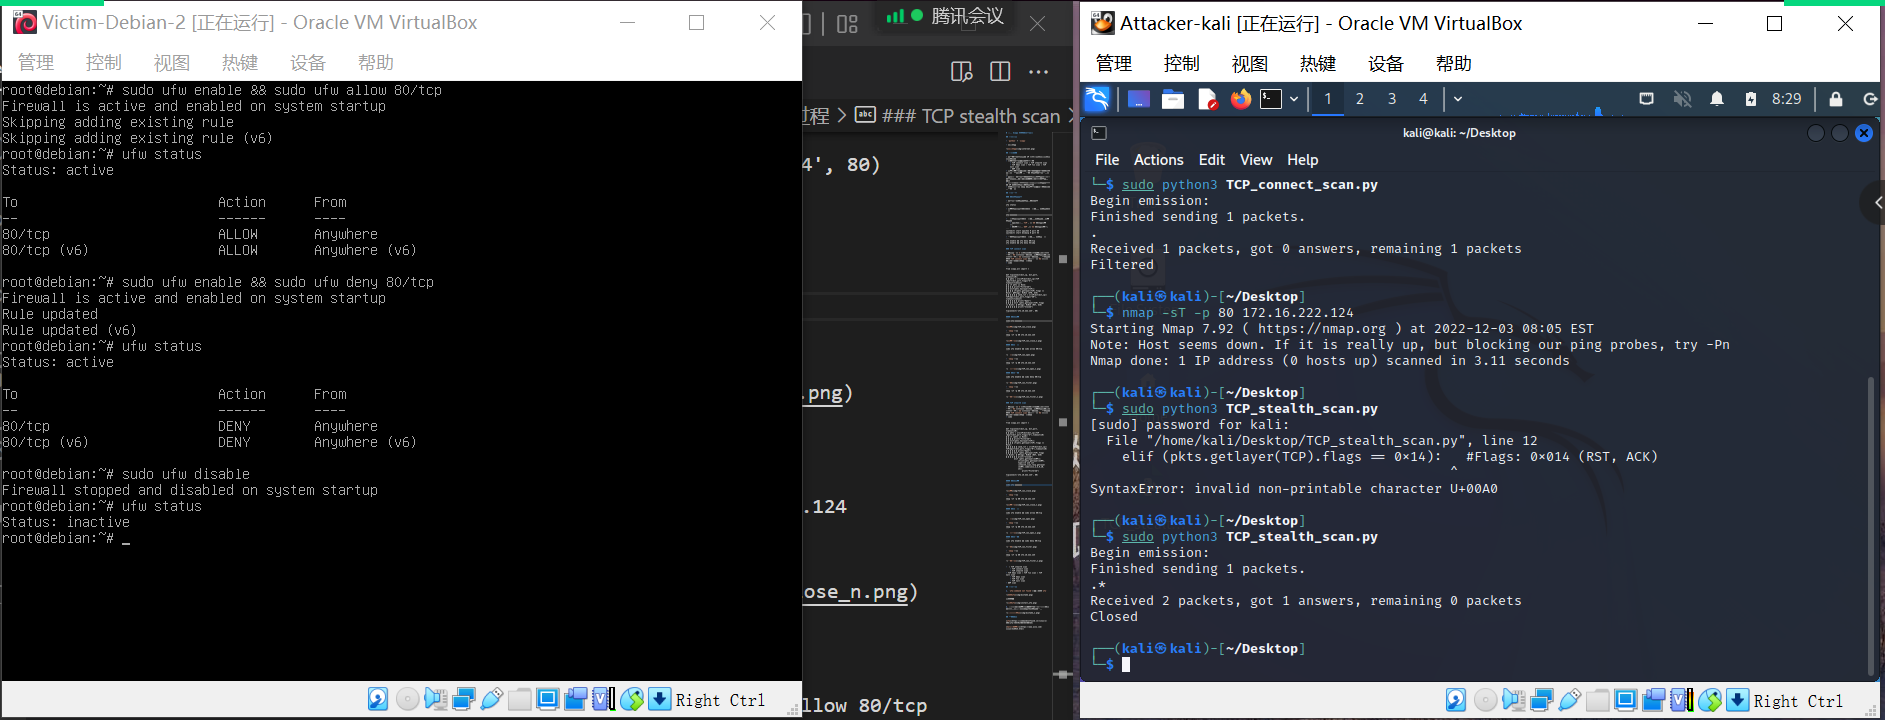 Victim-Debian-2 [正在运行] - Oracle VM VirtualBox
管理 控制 视图 热键 设备 帮助
root@debian:~# sudo ufw enable && sudo ufw allow 80/tcp
Firewall is active and enabled on system startup
Skipping adding existing rule
Skipping adding existing rule (v6)
root@debian:~# ufw status
Status: active
To Action From
-- ------ ----
80/tcp ALLOW Anywhere
80/tcp (v6) ALLOW Anywhere (v6)
root@debian:~# sudo ufw enable && sudo ufw deny 80/tcp
Firewall is active and enabled on system startup
Rule updated
Rule updated (v6)
root@debian:~# ufw status
Status: active
To Action From
-- ------ ----
80/tcp DENY Anywhere
80/tcp (v6) DENY Anywhere (v6)
root@debian:~# sudo ufw disable
Firewall stopped and disabled on system startup
root@debian:~# ufw status
Status: inactive
root@debian:~# _
Right Ctrl
腾讯会议
过程 > abc ### TCP stealth scan >
4', 80)
.png)
.124
ose_n.png)
llow 80/tcp
Attacker-kali [正在运行] - Oracle VM VirtualBox
管理 控制 视图 热键 设备 帮助
1 2 3 4 8:29
kali@kali: ~/Desktop
File Actions Edit View Help
└─$ sudo python3 TCP_connect_scan.py
Begin emission:
Finished sending 1 packets.
.
Received 1 packets, got 0 answers, remaining 1 packets
Filtered
┌──(kali㉿kali)-[~/Desktop]
└─$ nmap -sT -p 80 172.16.222.124
Starting Nmap 7.92 ( https://nmap.org ) at 2022-12-03 08:05 EST
Note: Host seems down. If it is really up, but blocking our ping probes, try -Pn
Nmap done: 1 IP address (0 hosts up) scanned in 3.11 seconds
┌──(kali㉿kali)-[~/Desktop]
└─$ sudo python3 TCP_stealth_scan.py
[sudo] password for kali:
File "/home/kali/Desktop/TCP_stealth_scan.py", line 12
elif (pkts.getlayer(TCP).flags == 0×14): #Flags: 0×014 (RST, ACK)
^
SyntaxError: invalid non-printable character U+00A0
┌──(kali㉿kali)-[~/Desktop]
└─$ sudo python3 TCP_stealth_scan.py
Begin emission:
Finished sending 1 packets.
.*
Received 2 packets, got 1 answers, remaining 0 packets
Closed
┌──(kali㉿kali)-[~/Desktop]
└─$
Right Ctrl